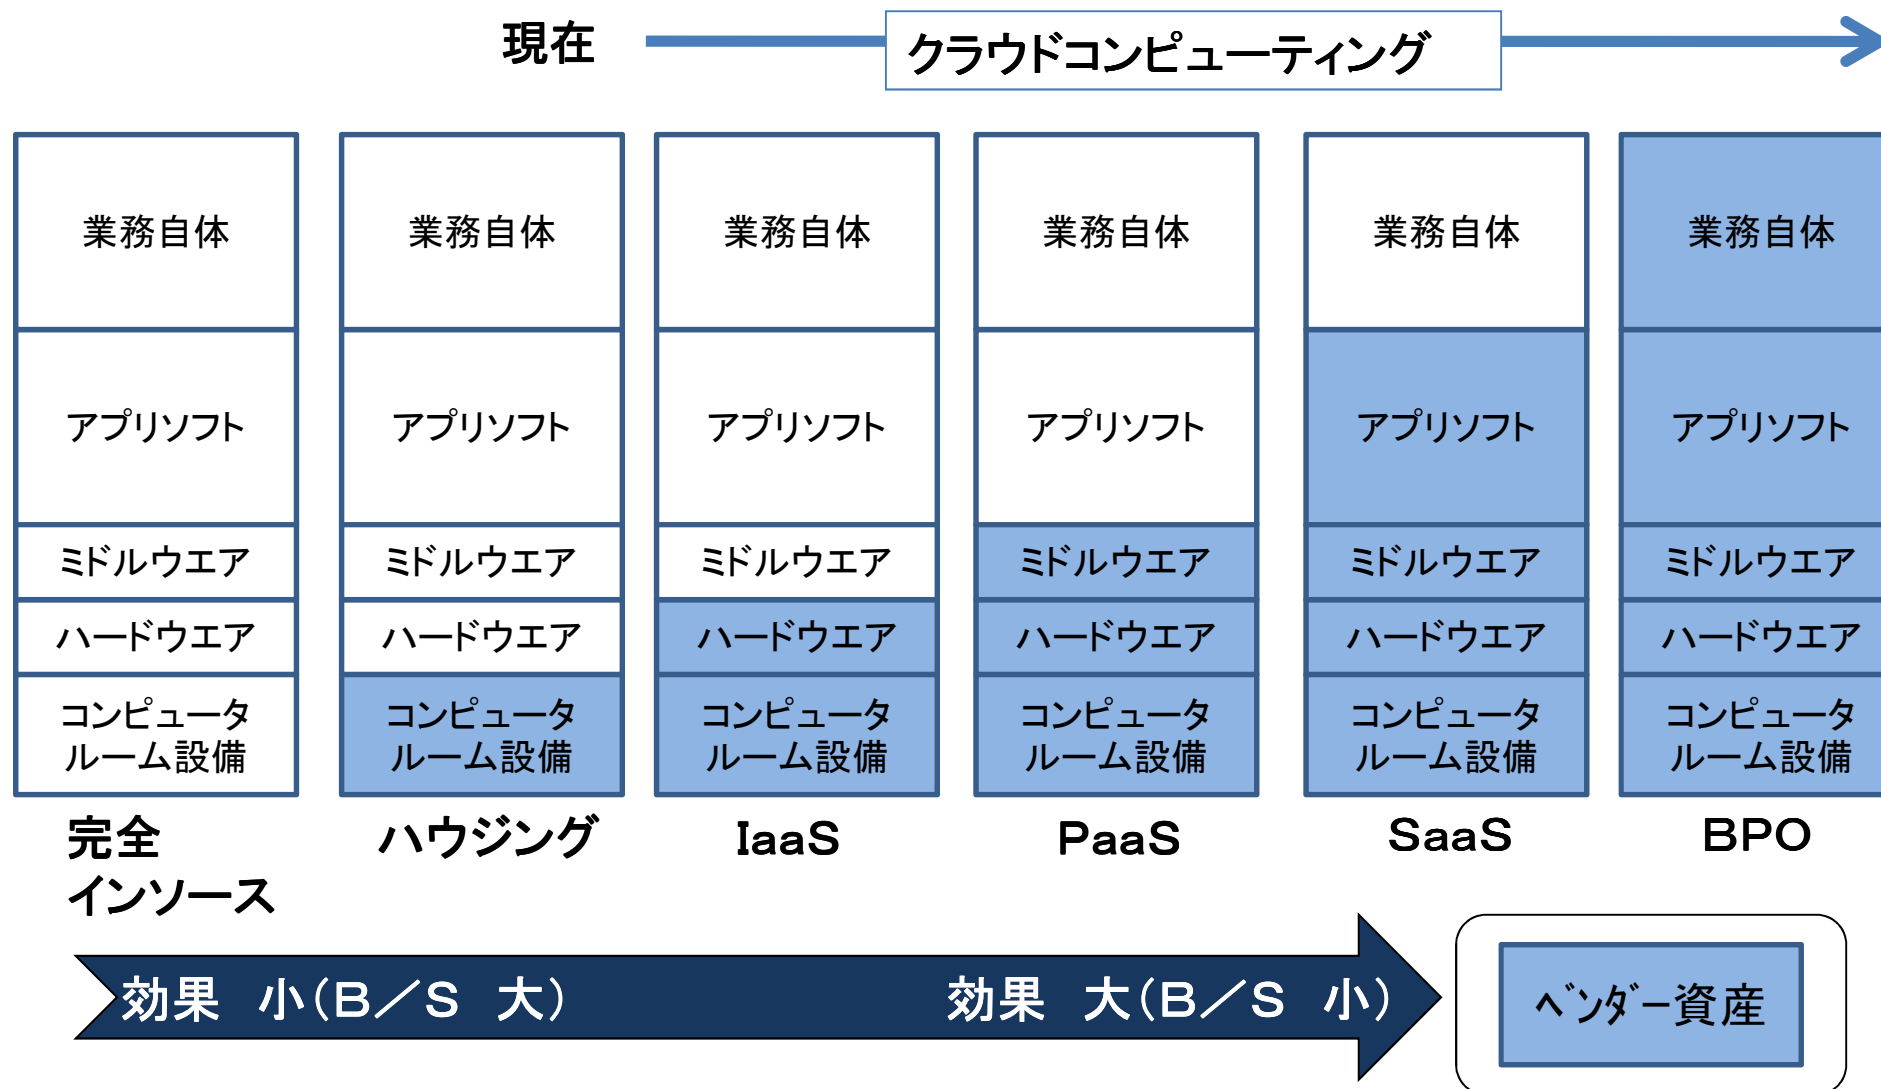 現在
クラウドコンピューティング
業務自体
業務自体
業務自体
業務自体
業務自体
業務自体
アプリソフト
アプリソフト
アプリソフト
アプリソフト
アプリソフト
アプリソフト
ミドルウエア
ミドルウエア
ミドルウエア
ミドルウエア
ミドルウエア
ミドルウエア
ハードウエア
ハードウエア
ハードウエア
ハードウエア
ハードウエア
ハードウエア
コンピュータ
ルーム設備
コンピュータ
ルーム設備
コンピュータ
ルーム設備
コンピュータ
ルーム設備
コンピュータ
ルーム設備
コンピュータ
ルーム設備
完全
インソース
ハウジング
IaaS
PaaS
SaaS
BPO
効果　小(B/S　大)
効果　大(B/S　小)
ベンダー資産